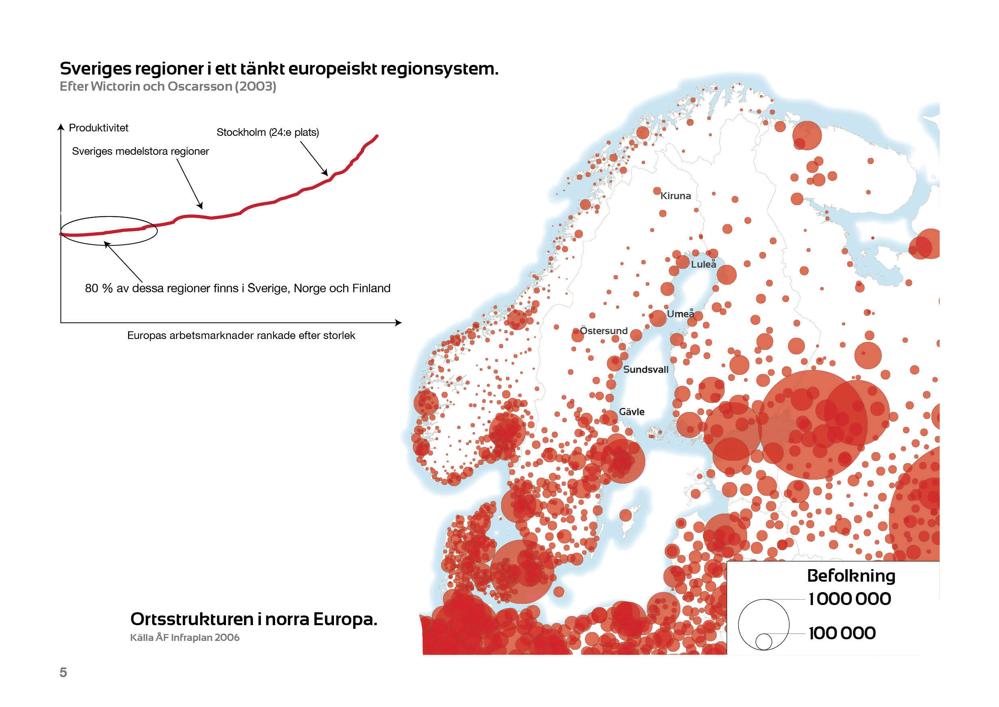 Sveriges regioner i ett tänkt europeiskt regionsystem.
Efter Wictorin och Oscarsson (2003)
Produktivitet
Stockholm (24:e plats)
Sveriges medelstora regioner
80 % av dessa regioner finns i Sverige, Norge och Finland
Europas arbetsmarknader rankade efter storlek
Kiruna
Luleå
Umeå
Östersund
Sundsvall
Gävle
Befolkning
1 000 000
100 000
Ortsstrukturen i norra Europa.
Källa ÅF Infraplan 2006
5